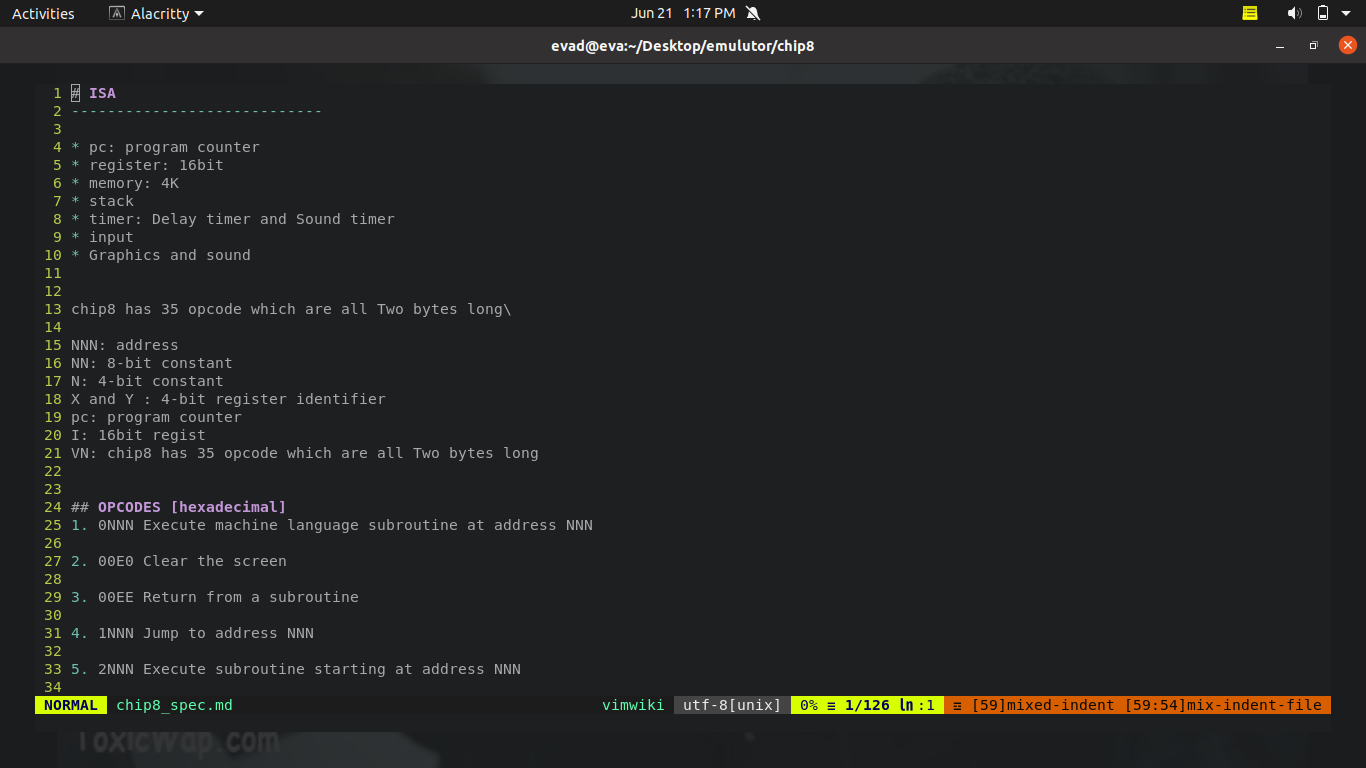 Activities Alacritty Jun 21 1:17 PM
evad@eva:~/Desktop/emulutor/chip8
1 # ISA
2 ----------------------------
3
4 * pc: program counter
5 * register: 16bit
6 * memory: 4K
7 * stack
8 * timer: Delay timer and Sound timer
9 * input
10 * Graphics and sound
11
12
13 chip8 has 35 opcode which are all Two bytes long\
14
15 NNN: address
16 NN: 8-bit constant
17 N: 4-bit constant
18 X and Y : 4-bit register identifier
19 pc: program counter
20 I: 16bit regist
21 VN: chip8 has 35 opcode which are all Two bytes long
22
23
24 ## OPCODES [hexadecimal]
25 1. 0NNN Execute machine language subroutine at address NNN
26
27 2. 00E0 Clear the screen
28
29 3. 00EE Return from a subroutine
30
31 4. 1NNN Jump to address NNN
32
33 5. 2NNN Execute subroutine starting at address NNN
34
NORMAL chip8_spec.md vimwiki utf-8[unix] 0% ≡ 1/126 ㏑:1 ☲ [59]mixed-indent [59:54]mix-indent-file
ToxicWap.com